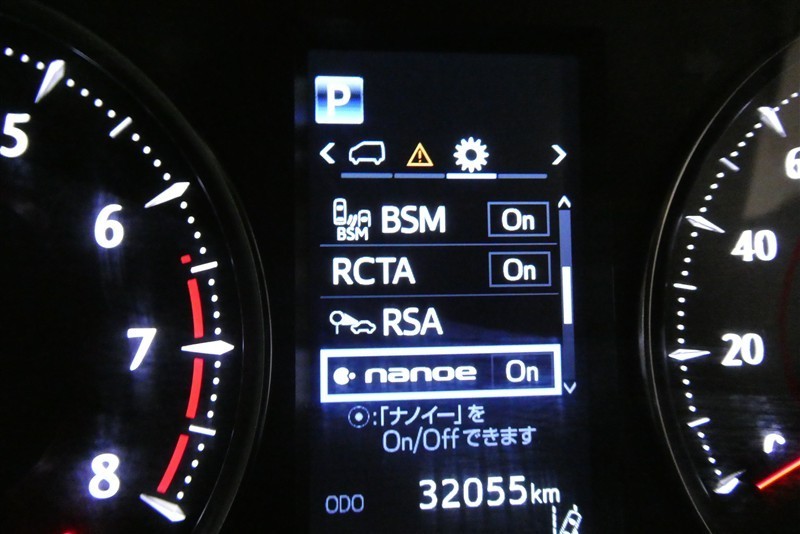 P
BSM BSM On
RCTA On
RSA
nanoe On
:「ナノイー」を
On/Offできます
ODO 32055km
5
6
7
8
40
20